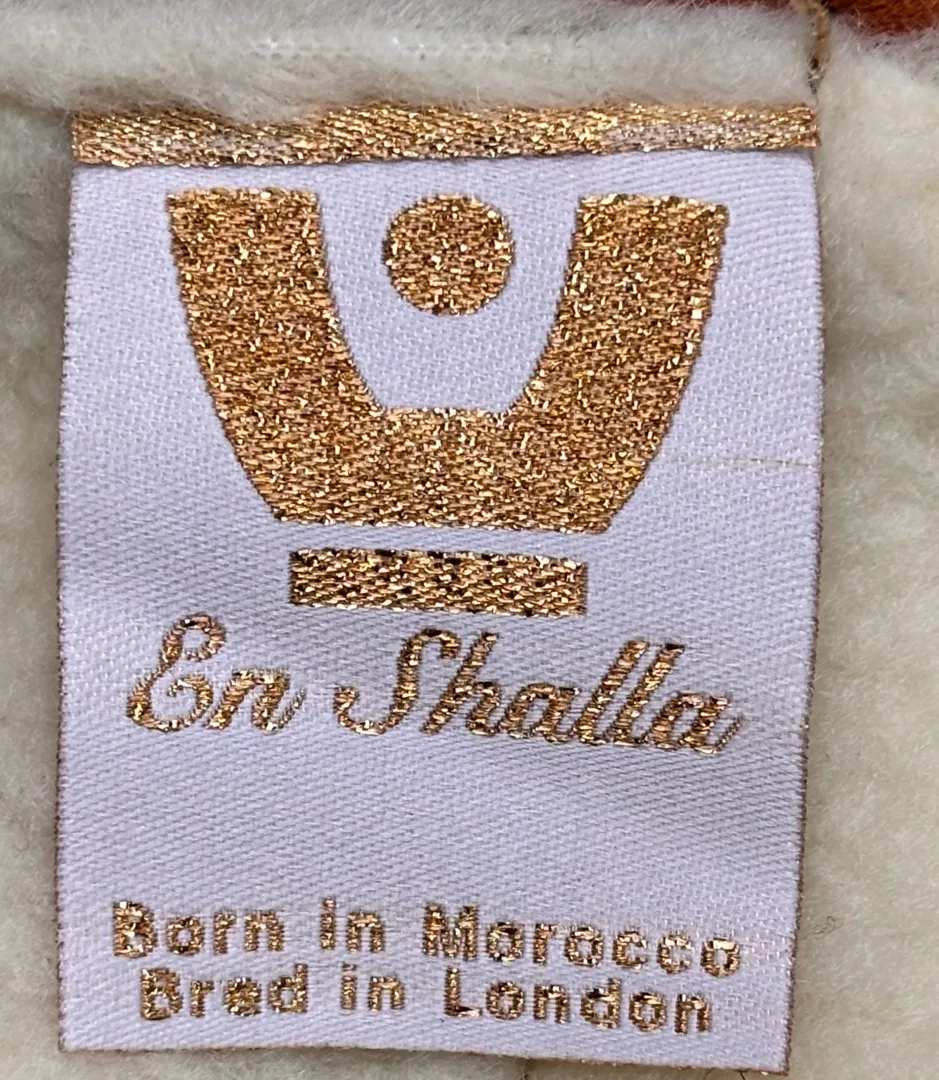 En Shalla
Born in Morocco
Bred in London